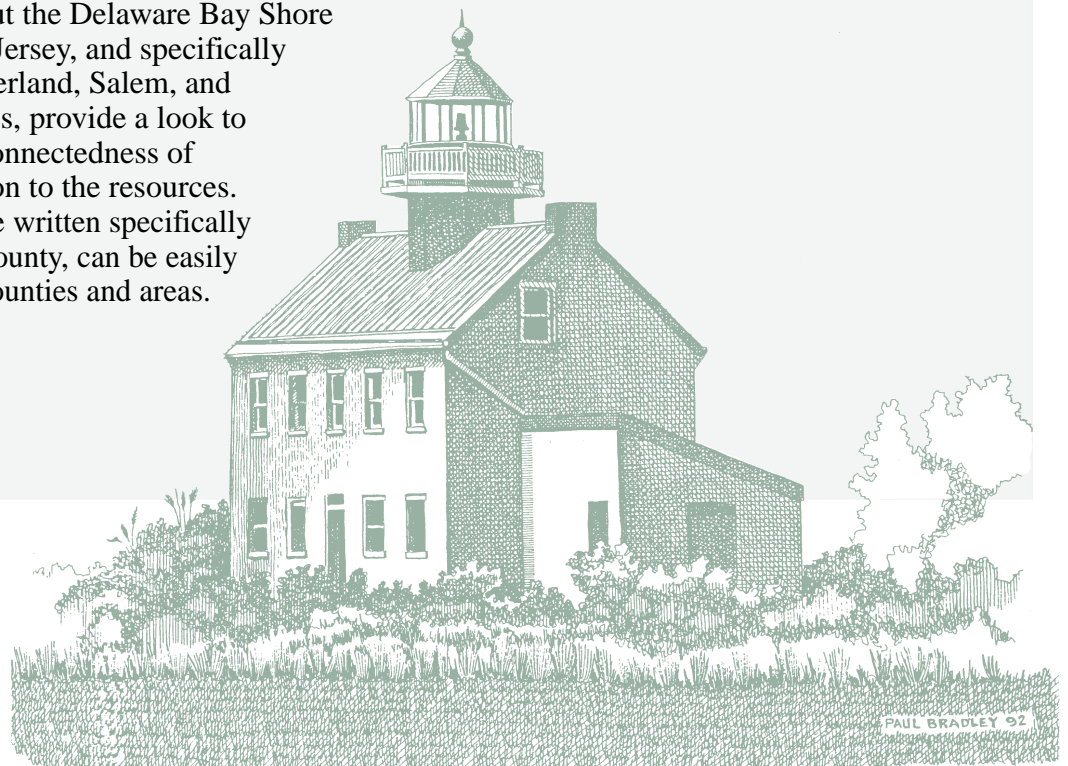 ut the Delaware Bay Shore
Jersey, and specifically
erland, Salem, and
s, provide a look to
onnectedness of
on to the resources.
e written specifically
ounty, can be easily
ounties and areas.
PAUL BRADLEY 92